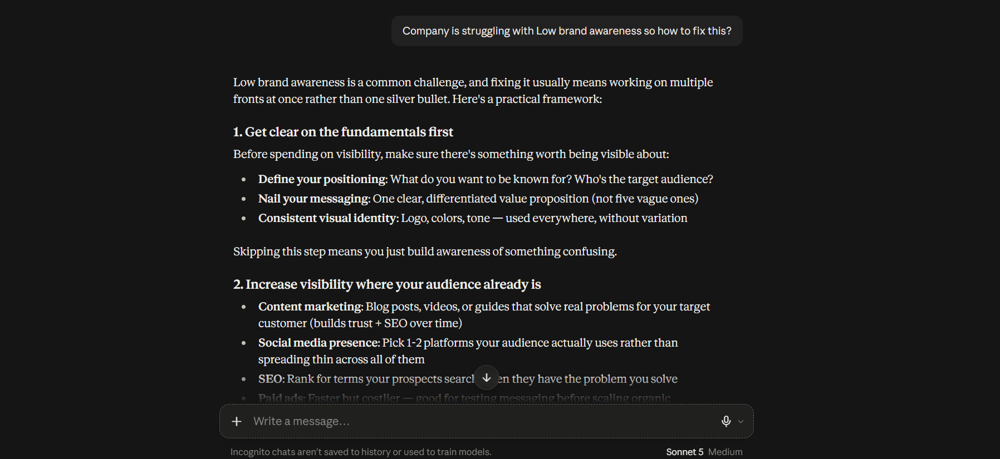 Company is struggling with Low brand awareness so how to fix this?
Low brand awareness is a common challenge, and fixing it usually means working on multiple
fronts at once rather than one silver bullet. Here's a practical framework:
1. Get clear on the fundamentals first
Before spending on visibility, make sure there's something worth being visible about:
• Define your positioning: What do you want to be known for? Who's the target audience?
• Nail your messaging: One clear, differentiated value proposition (not five vague ones)
• Consistent visual identity: Logo, colors, tone — used everywhere, without variation
Skipping this step means you just build awareness of something confusing.
2. Increase visibility where your audience already is
• Content marketing: Blog posts, videos, or guides that solve real problems for your target
customer (builds trust + SEO over time)
• Social media presence: Pick 1-2 platforms your audience actually uses rather than
spreading thin across all of them
• SEO: Rank for terms your prospects search en they have the problem you solve
• Paid ads: Faster but costlier — good for testing messaging before scaling organic
Write a message...
Incognito chats aren't saved to history or used to train models.
Sonnet 5 Medium